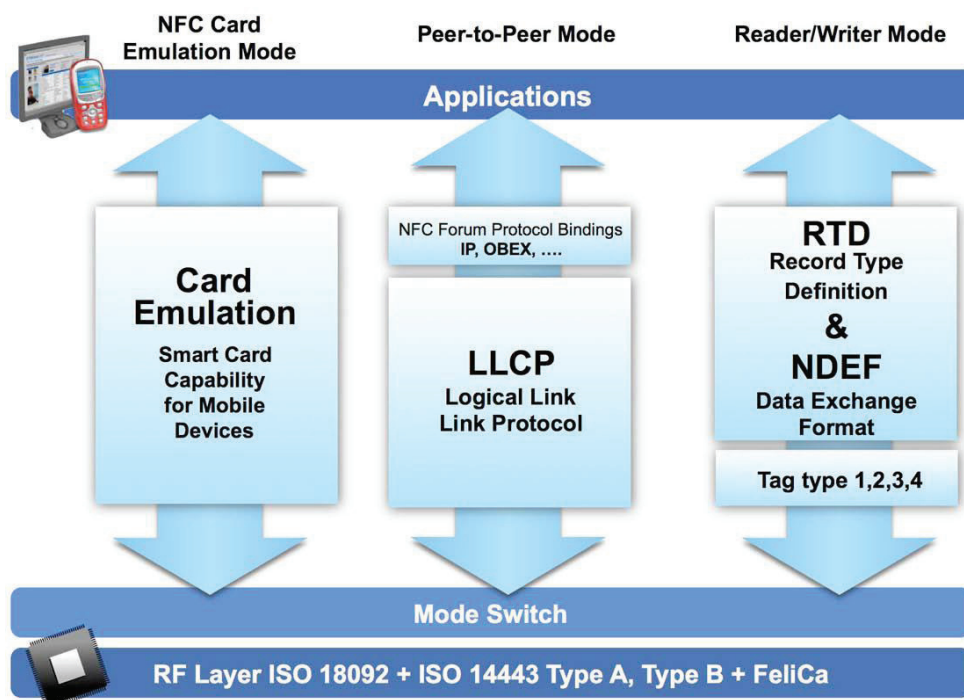 NFC Card
Emulation Mode
Peer-to-Peer Mode
Reader/Writer Mode
Applications
Card
Emulation
Smart Card
Capability
for Mobile
Devices
NFC Forum Protocol Bindings
IP, OBEX, ....
LLCP
Logical Link
Link Protocol
RTD
Record Type
Definition
&
NDEF
Data Exchange
Format
Tag type 1,2,3,4
Mode Switch
RF Layer ISO 18092 + ISO 14443 Type A, Type B + FeliCa